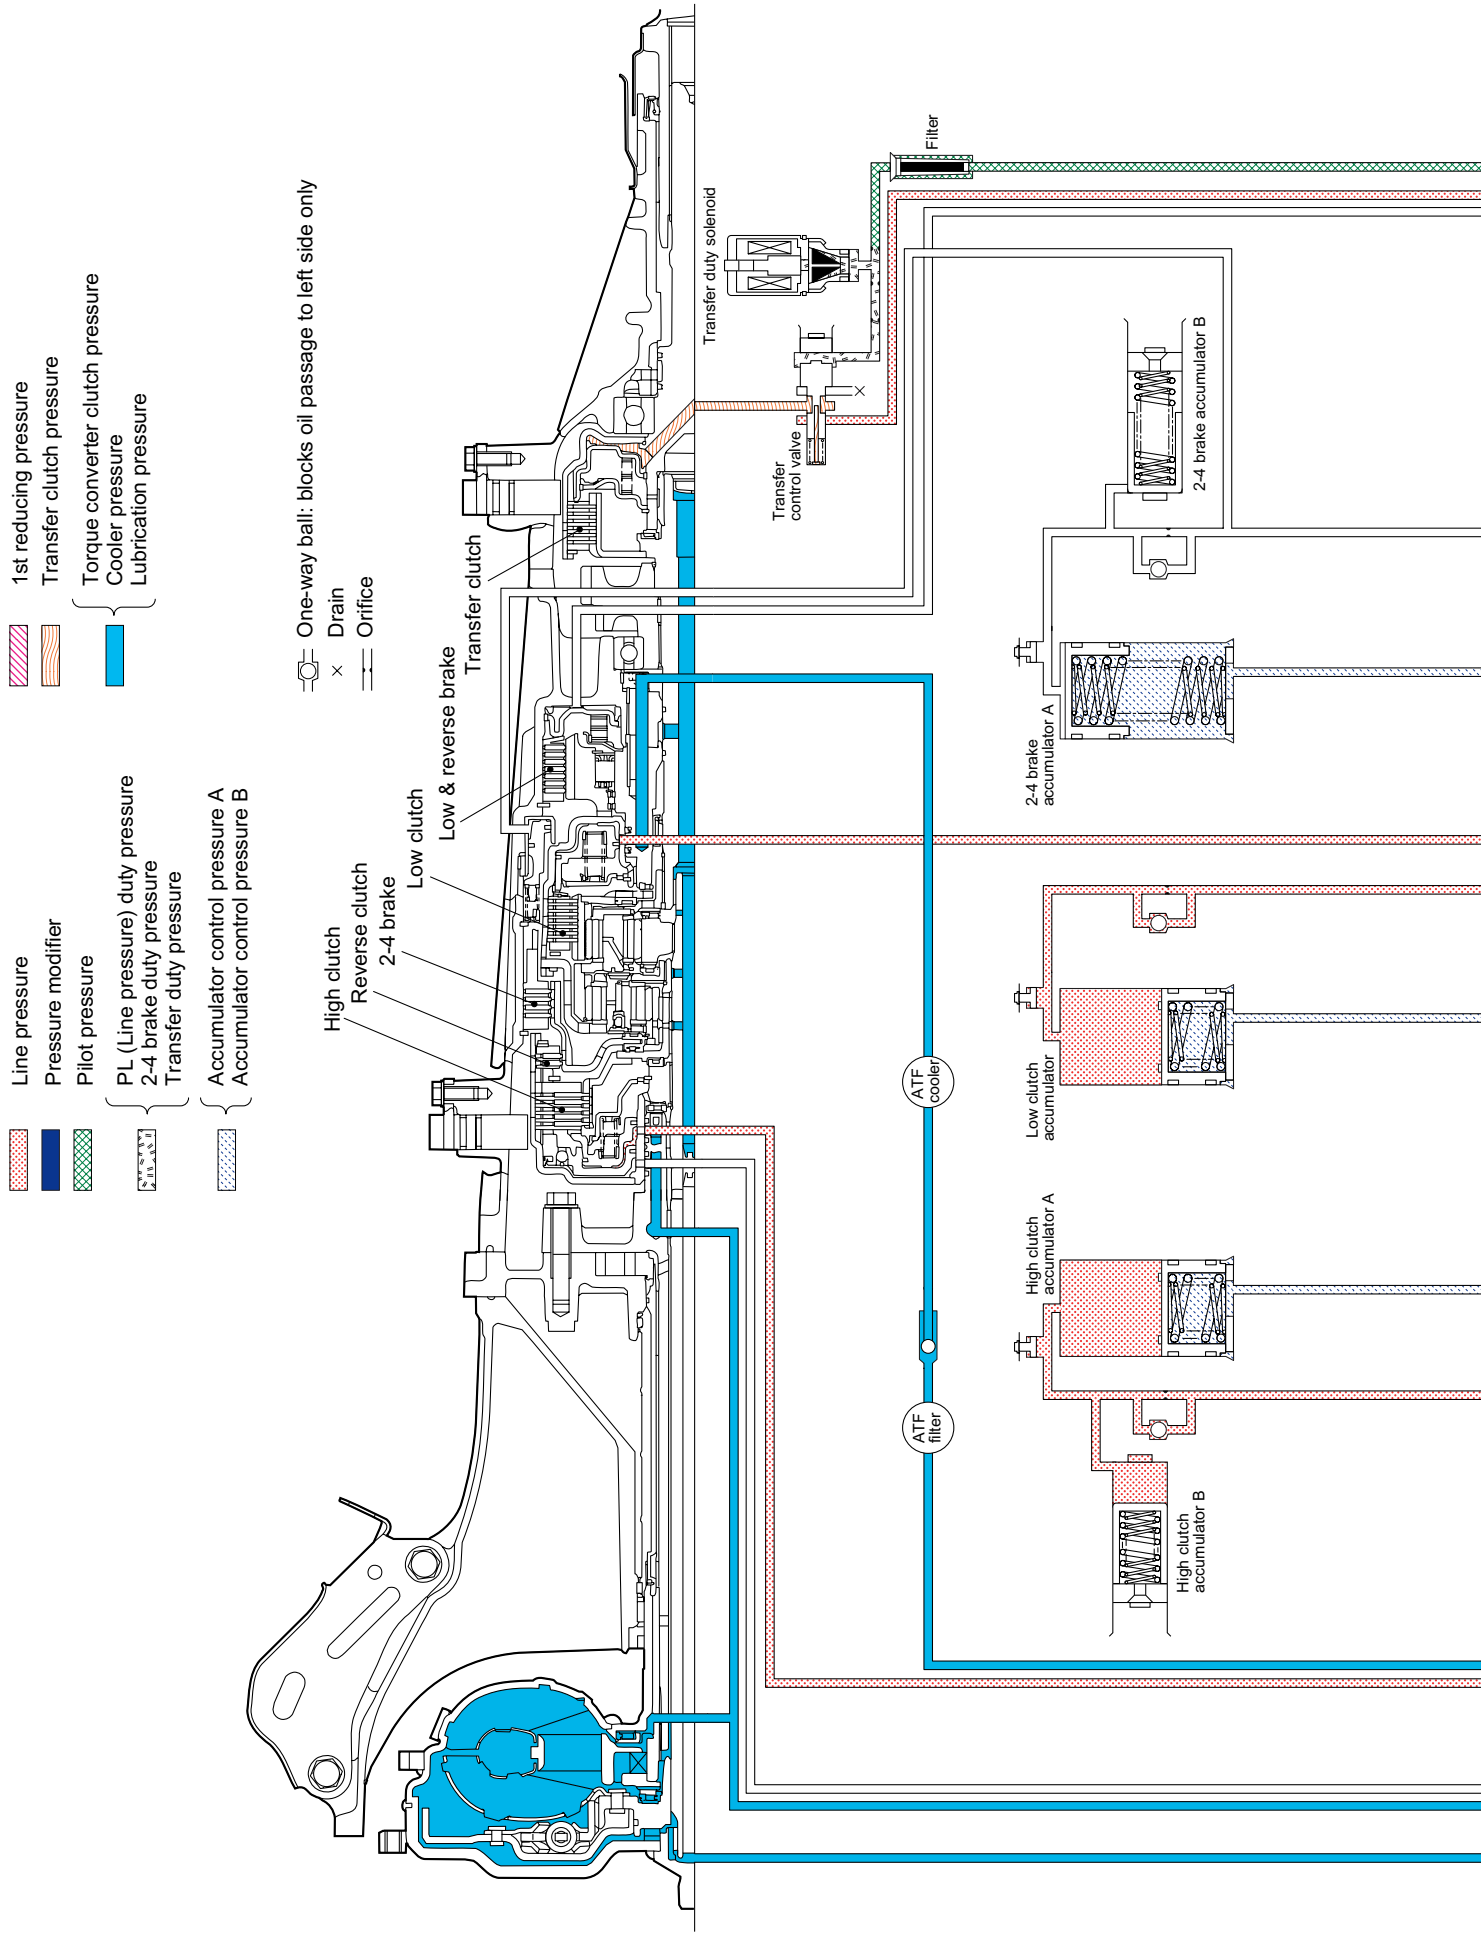 Line pressure
Pressure modifier
Pilot pressure
PL (Line pressure) duty pressure
2-4 brake duty pressure
Transfer duty pressure
Accumulator control pressure A
Accumulator control pressure B
1st reducing pressure
Transfer clutch pressure
Torque converter clutch pressure
Cooler pressure
Lubrication pressure
One-way ball: blocks oil passage to left side only
Drain
Orifice
High clutch
Reverse clutch
2-4 brake
Low clutch
Low & reverse brake
Transfer clutch
Transfer duty solenoid
Filter
Transfer
control valve
ATF
filter
ATF
cooler
High clutch
accumulator B
High clutch
accumulator A
Low clutch
accumulator
2-4 brake
accumulator A
2-4 brake accumulator B